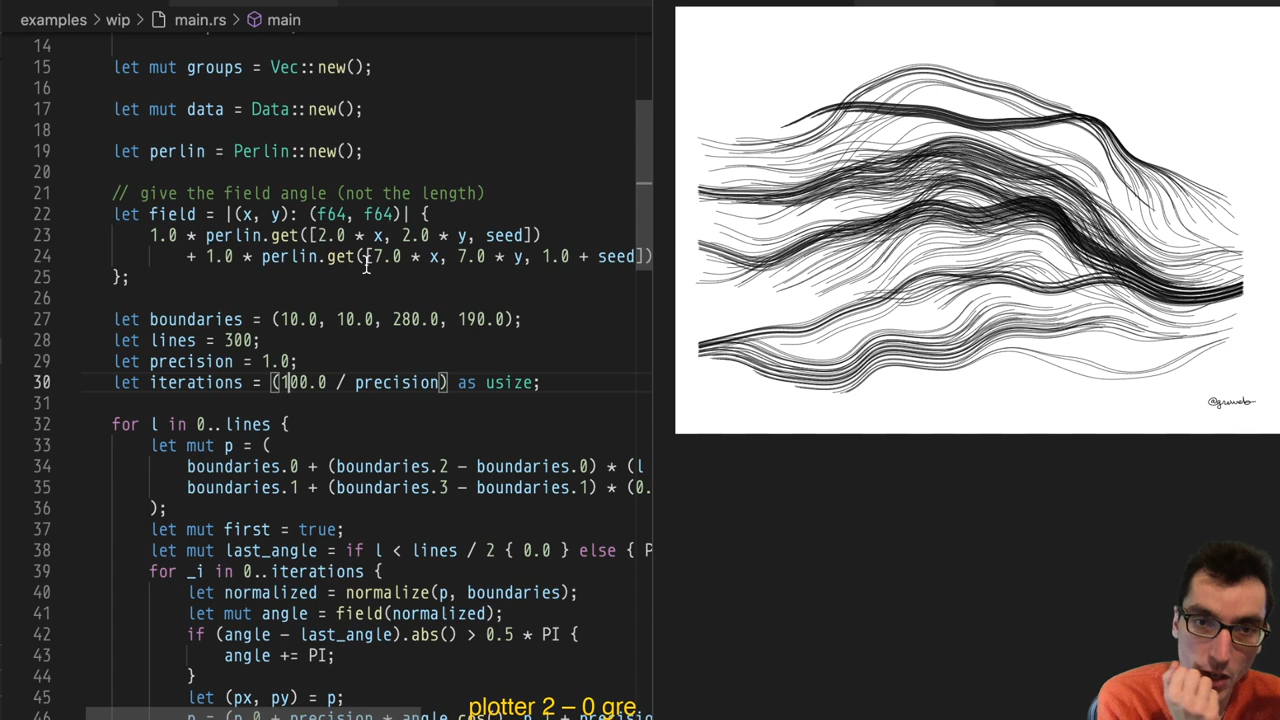 examples › wip › main.rs › main
14
15 let mut groups = Vec::new();
16
17 let mut data = Data::new();
18
19 let perlin = Perlin::new();
20
21 // give the field angle (not the length)
22 let field = |(x, y): (f64, f64)| {
23 1.0 * perlin.get([2.0 * x, 2.0 * y, seed])
24 + 1.0 * perlin.get([7.0 * x, 7.0 * y, 1.0 + seed])
25 };
26
27 let boundaries = (10.0, 10.0, 280.0, 190.0);
28 let lines = 300;
29 let precision = 1.0;
30 let iterations = (100.0 / precision) as usize;
31
32 for l in 0..lines {
33 let mut p = (
34 boundaries.0 + (boundaries.2 - boundaries.0) * (l
35 boundaries.1 + (boundaries.3 - boundaries.1) * (0.
36 );
37 let mut first = true;
38 let mut last_angle = if l < lines / 2 { 0.0 } else { P
39 for _i in 0..iterations {
40 let normalized = normalize(p, boundaries);
41 let mut angle = field(normalized);
42 if (angle - last_angle).abs() > 0.5 * PI {
43 angle += PI;
44 }
45 let (px, py) = p;
@greweb
plotter 2 – 0 gre